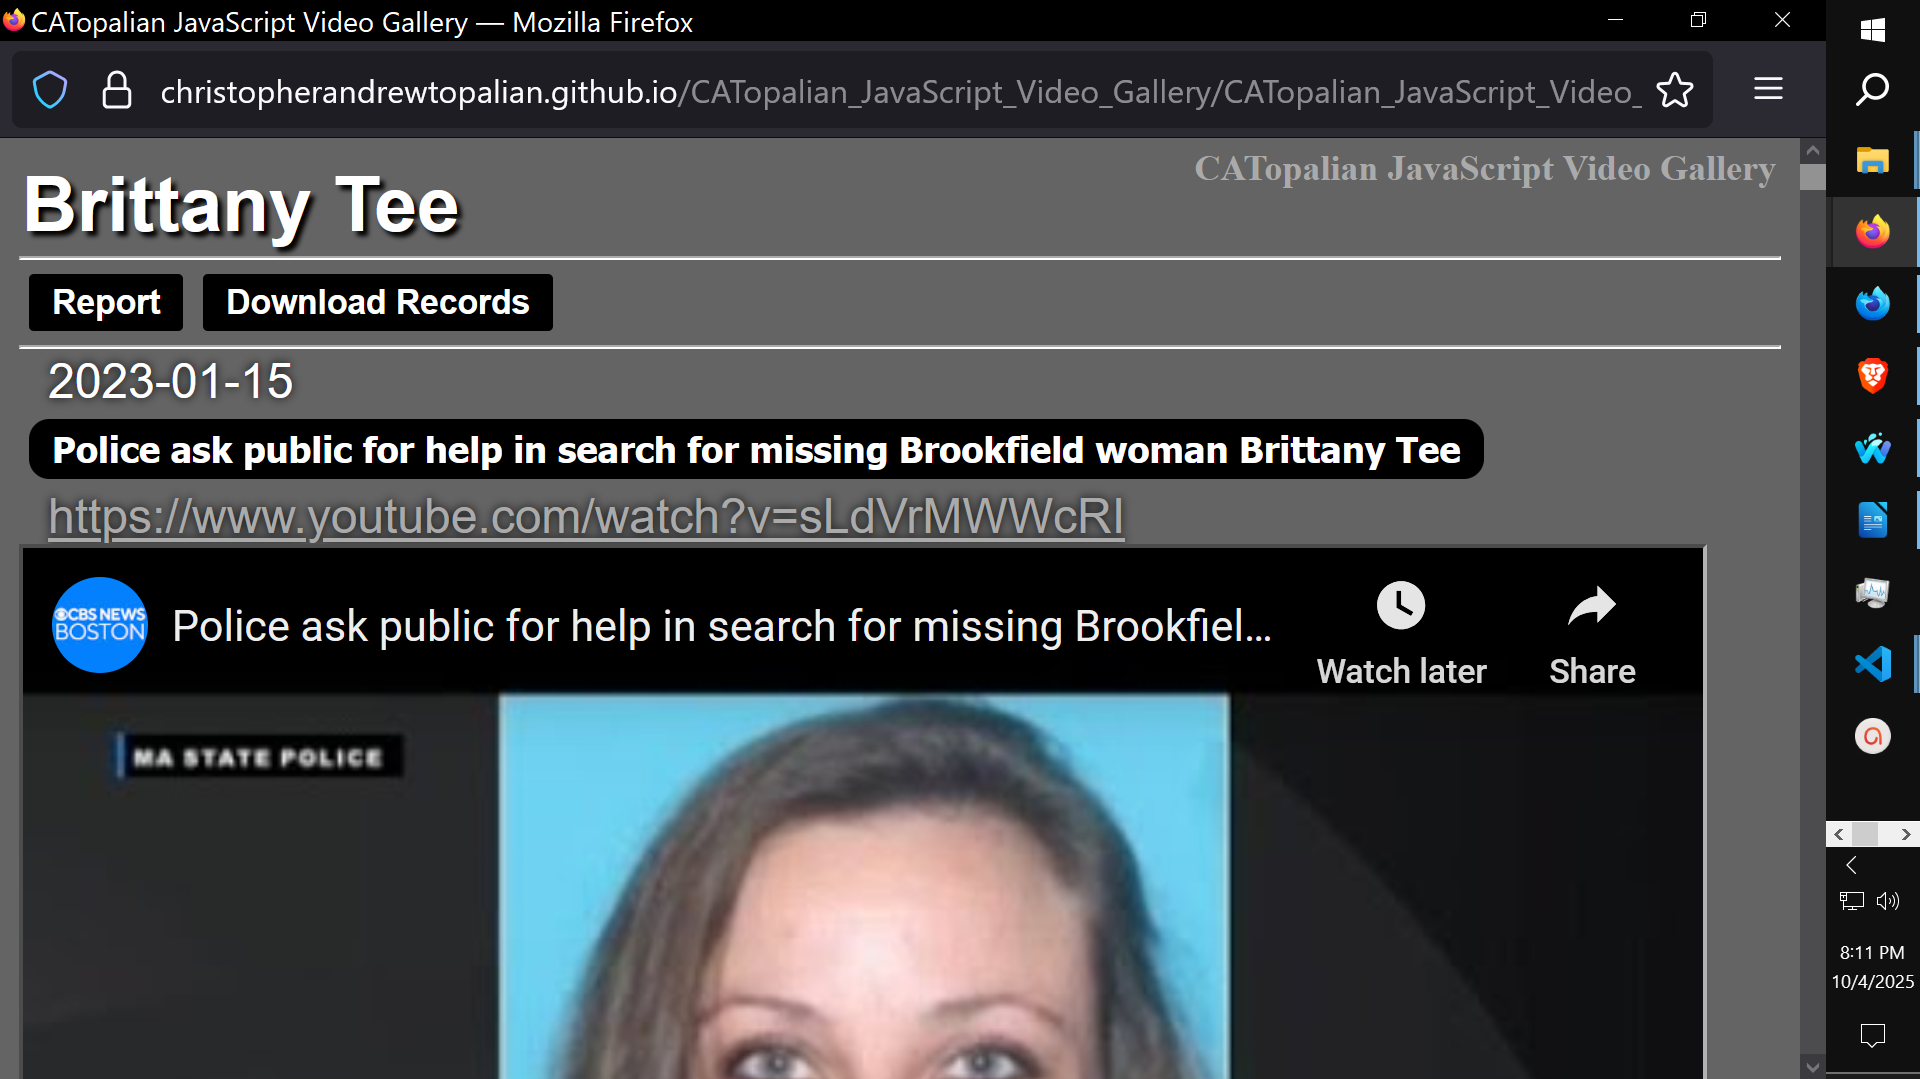 CATopalian JavaScript Video Gallery — Mozilla Firefox
christopherandrewtopalian.github.io/CATopalian_JavaScript_Video_Gallery/CATopalian_JavaScript_Video_
CATopalian JavaScript Video Gallery
Brittany Tee
Report Download Records
2023-01-15
Police ask public for help in search for missing Brookfield woman Brittany Tee
https://www.youtube.com/watch?v=sLdVrMWWcRI
CBS NEWS
BOSTON
Police ask public for help in search for missing Brookfiel...
Watch later
Share
MA STATE POLICE
8:11 PM
10/4/2025